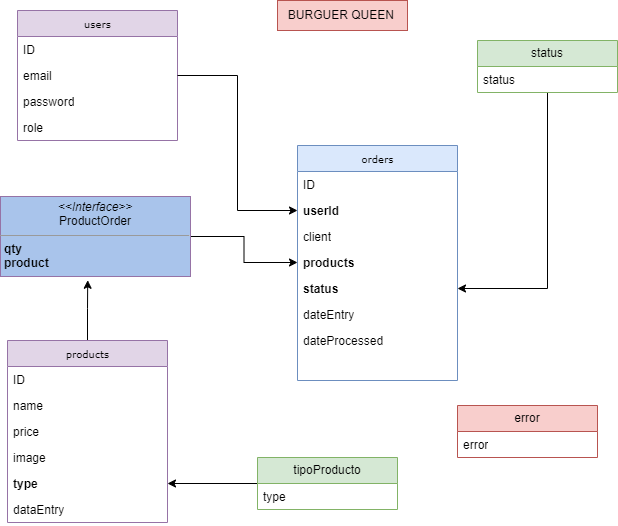 BURGUER QUEEN
users
ID
email
password
role
status
status
orders
ID
userId
client
products
status
dateEntry
dateProcessed
<<Interface>>
ProductOrder
qty
product
products
ID
name
price
image
type
dataEntry
tipoProducto
type
error
error